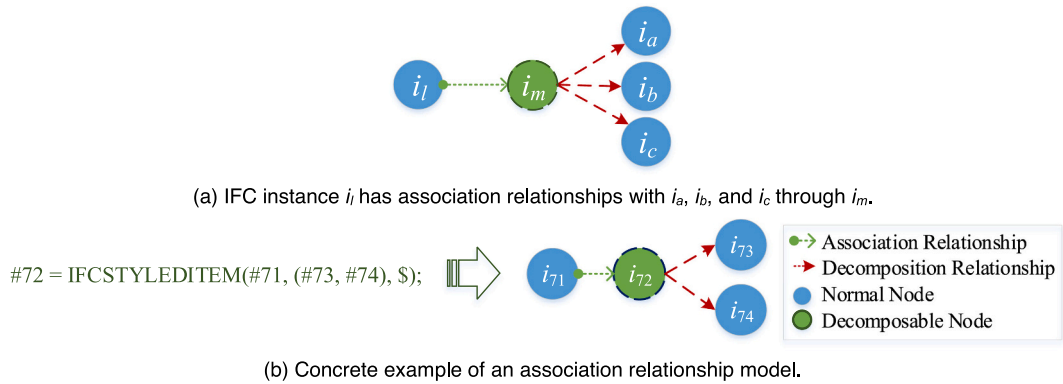 i_l
i_m
i_a
i_b
i_c
(a) IFC instance i_l has association relationships with i_a, i_b, and i_c through i_m.
#72 = IFCSTYLEDITEM(#71, (#73, #74), $);
i_71
i_72
i_73
i_74
Association Relationship
Decomposition Relationship
Normal Node
Decomposable Node
(b) Concrete example of an association relationship model.